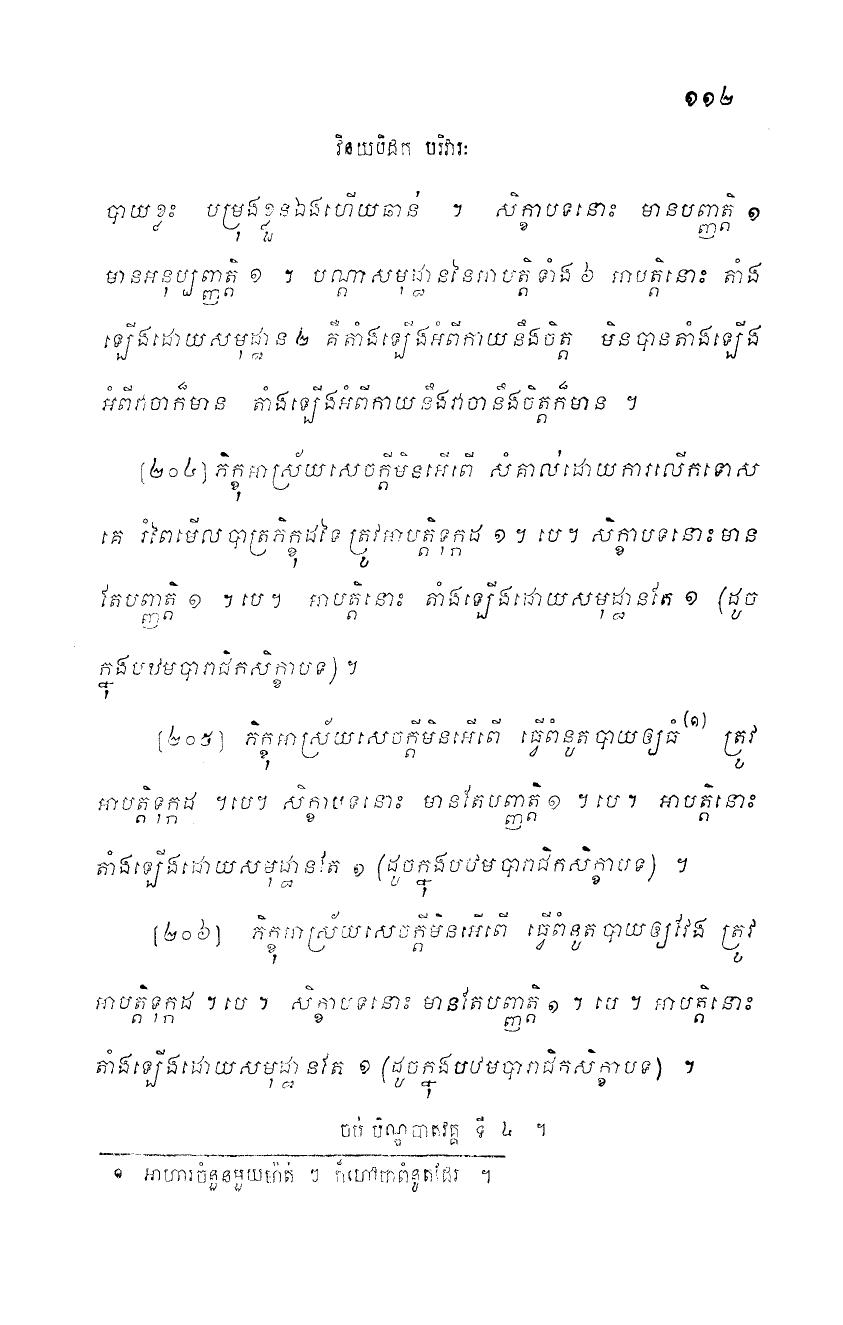 ១១២
វិនយបិដក បរិវារៈ
បាយខ្លះ បម្រុងខ្លួនឯងហើយឆាន់ ។ សិក្ខាបទនោះ មានបញ្ញត្តិ ១
មានអនុប្បញ្ញត្តិ ១ ។ បណ្តាសមុដ្ឋាននៃអាបត្តិទាំង ៦ អាបត្តិនោះ តាំង
ឡើងដោយសមុដ្ឋាន ២ គឺតាំងឡើងអំពីកាយនឹងចិត្ត មិនបានតាំងឡើង
អំពីវាចាក៏មាន តាំងឡើងអំពីកាយនឹងវាចានឹងចិត្តក៏មាន ។
[២០៤] ភិក្ខុអាស្រ័យសេចក្តីមិនអើពើ សំគាល់ដោយការលើកទោស
គេ រំពៃមើលបាត្រភិក្ខុដទៃ ត្រូវអាបត្តិទុក្កដ ១ ។ បេ ។ សិក្ខាបទនោះមាន
តែបញ្ញត្តិ ១ ។ បេ ។ អាបត្តិនោះ តាំងឡើងដោយសមុដ្ឋានតែ ១ (ដូច
ក្នុងបឋមបារាជិកសិក្ខាបទ) ។
[២០៥] ភិក្ខុអាស្រ័យសេចក្តីមិនអើពើ ធ្វើពំនូតបាយឲ្យធំ (១) ត្រូវ
អាបត្តិទុក្កដ ។ បេ ។ សិក្ខាបទនោះ មានតែបញ្ញត្តិ ១ ។ បេ ។ អាបត្តិនោះ
តាំងឡើងដោយសមុដ្ឋានតែ ១ (ដូចក្នុងបឋមបារាជិកសិក្ខាបទ) ។
[២០៦] ភិក្ខុអាស្រ័យសេចក្តីមិនអើពើ ធ្វើពំនូតបាយឲ្យវែង ត្រូវ
អាបត្តិទុក្កដ ។ បេ ។ សិក្ខាបទនោះ មានតែបញ្ញត្តិ ១ ។ បេ ។ អាបត្តិនោះ
តាំងឡើងដោយសមុដ្ឋានតែ ១ (ដូចក្នុងបឋមបារាជិកសិក្ខាបទ) ។
ចប់ បិណ្ឌបាតវគ្គ ទី ៤ ។
១ អាហារចំនួនមួយម៉ាត់ ៗ ក៏ហៅថាពំនូតដែរ ។